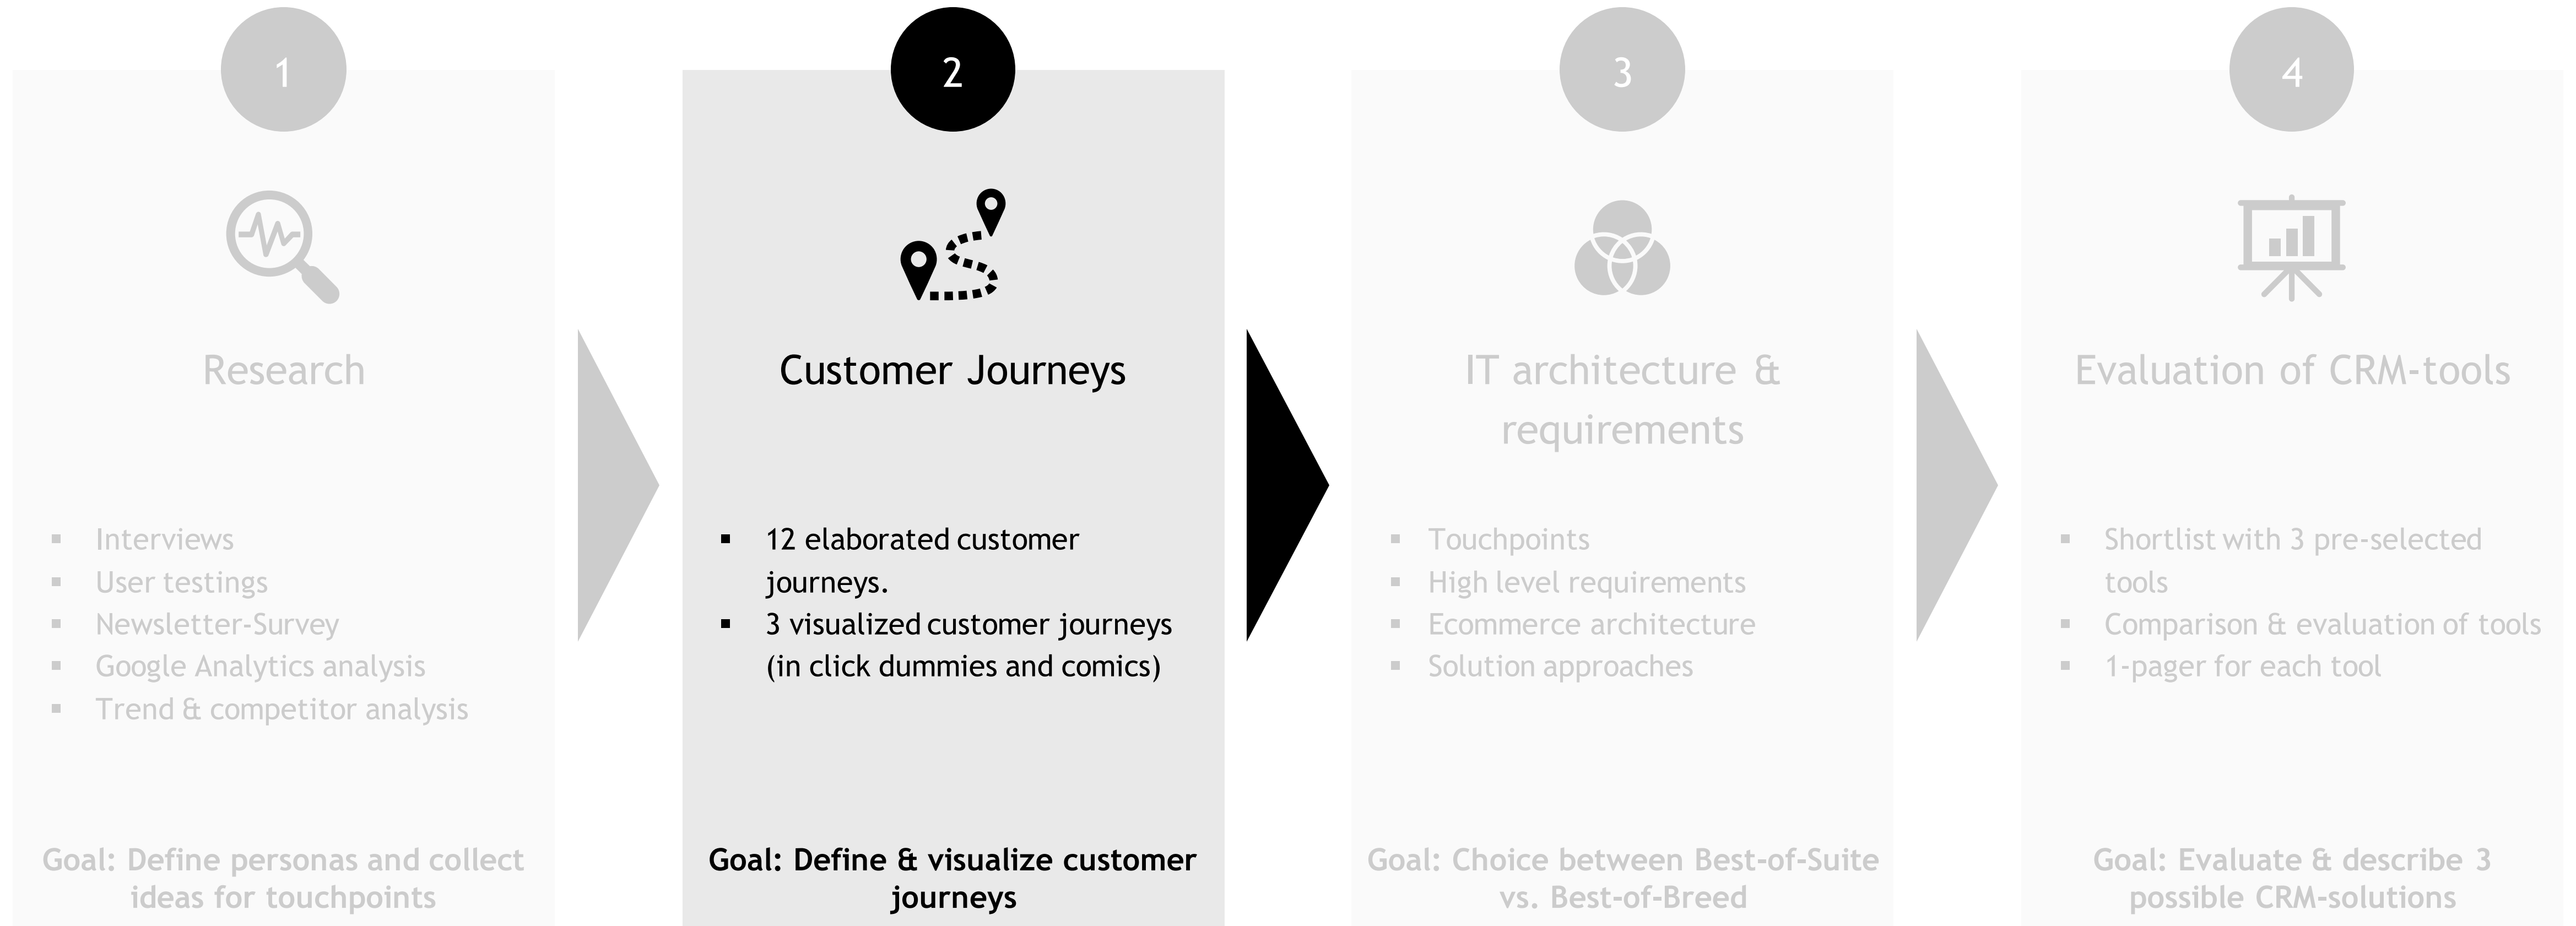 1
Research
▪ Interviews
▪ User testings
▪ Newsletter-Survey
▪ Google Analytics analysis
▪ Trend & competitor analysis
Goal: Define personas and collect
ideas for touchpoints
2
Customer Journeys
▪ 12 elaborated customer
journeys.
▪ 3 visualized customer journeys
(in click dummies and comics)
Goal: Define & visualize customer
journeys
3
IT architecture &
requirements
▪ Touchpoints
▪ High level requirements
▪ Ecommerce architecture
▪ Solution approaches
Goal: Choice between Best-of-Suite
vs. Best-of-Breed
4
Evaluation of CRM-tools
▪ Shortlist with 3 pre-selected
tools
▪ Comparison & evaluation of tools
▪ 1-pager for each tool
Goal: Evaluate & describe 3
possible CRM-solutions